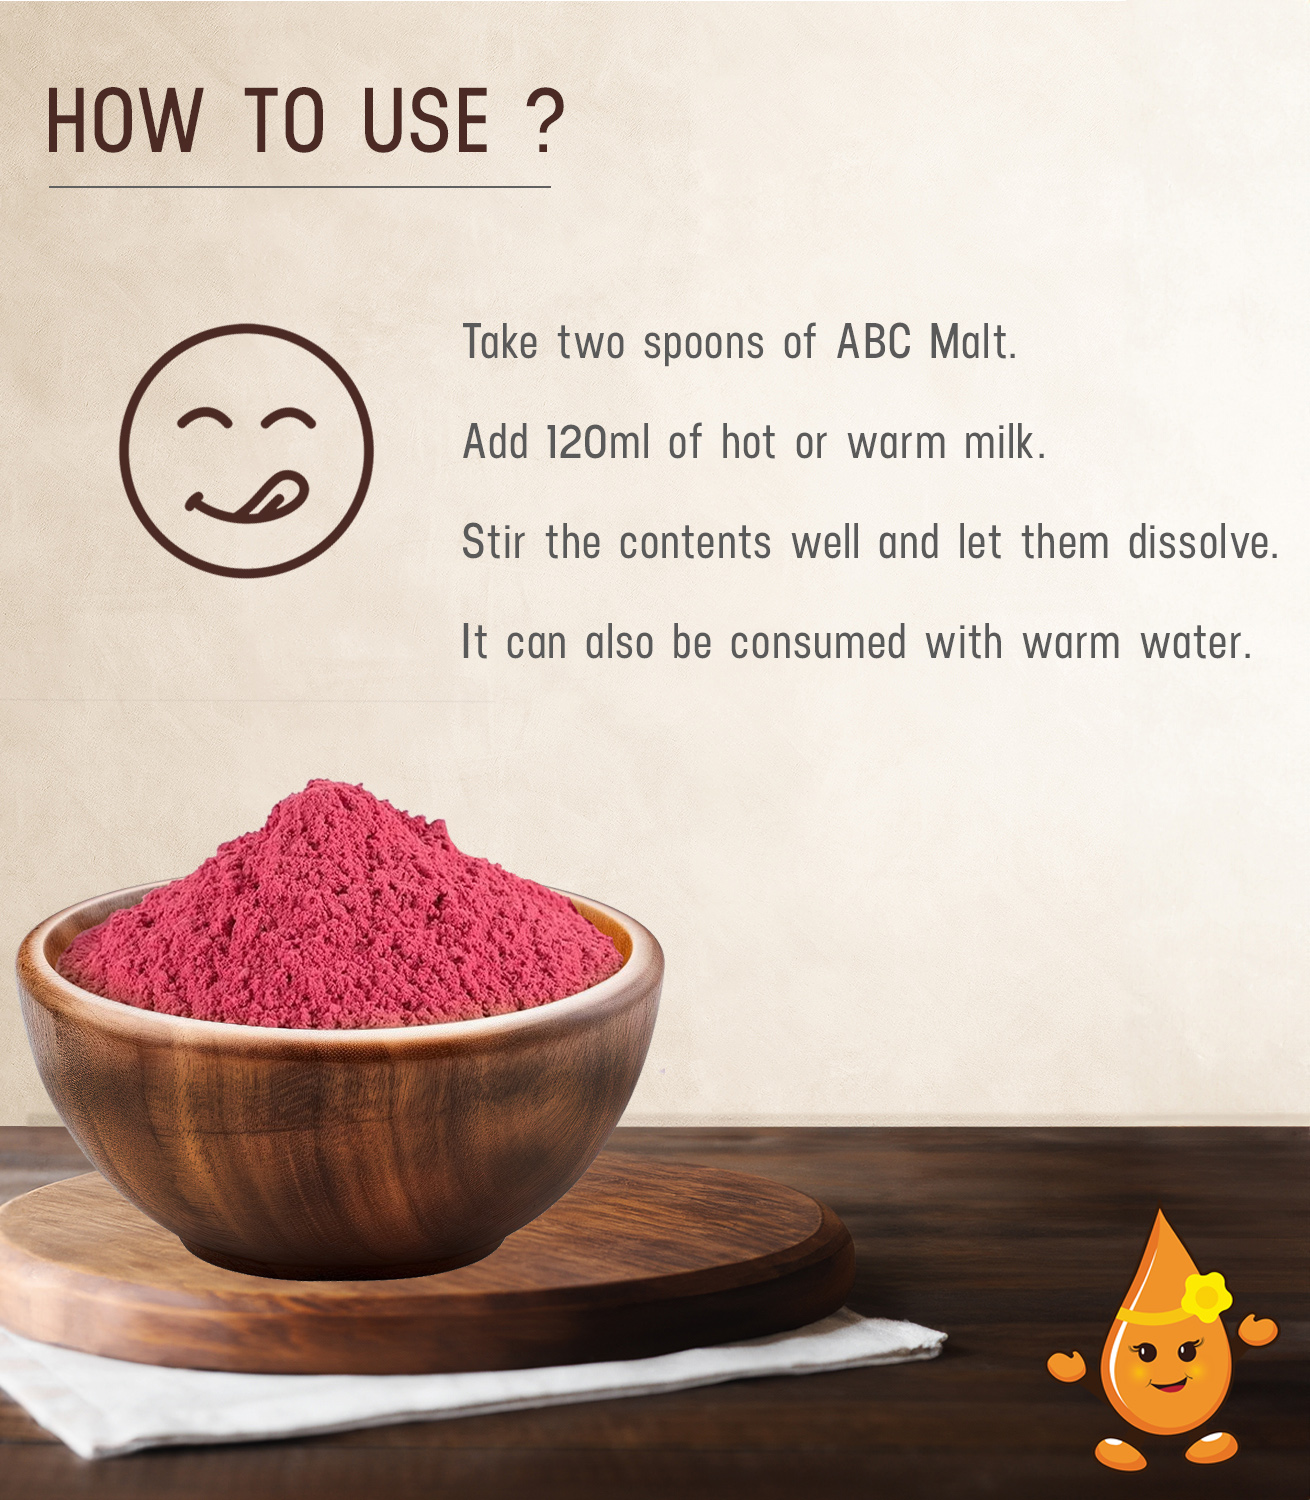 HOW TO USE ?
Take two spoons of ABC Malt.
Add 120ml of hot or warm milk.
Stir the contents well and let them dissolve.
It can also be consumed with warm water.